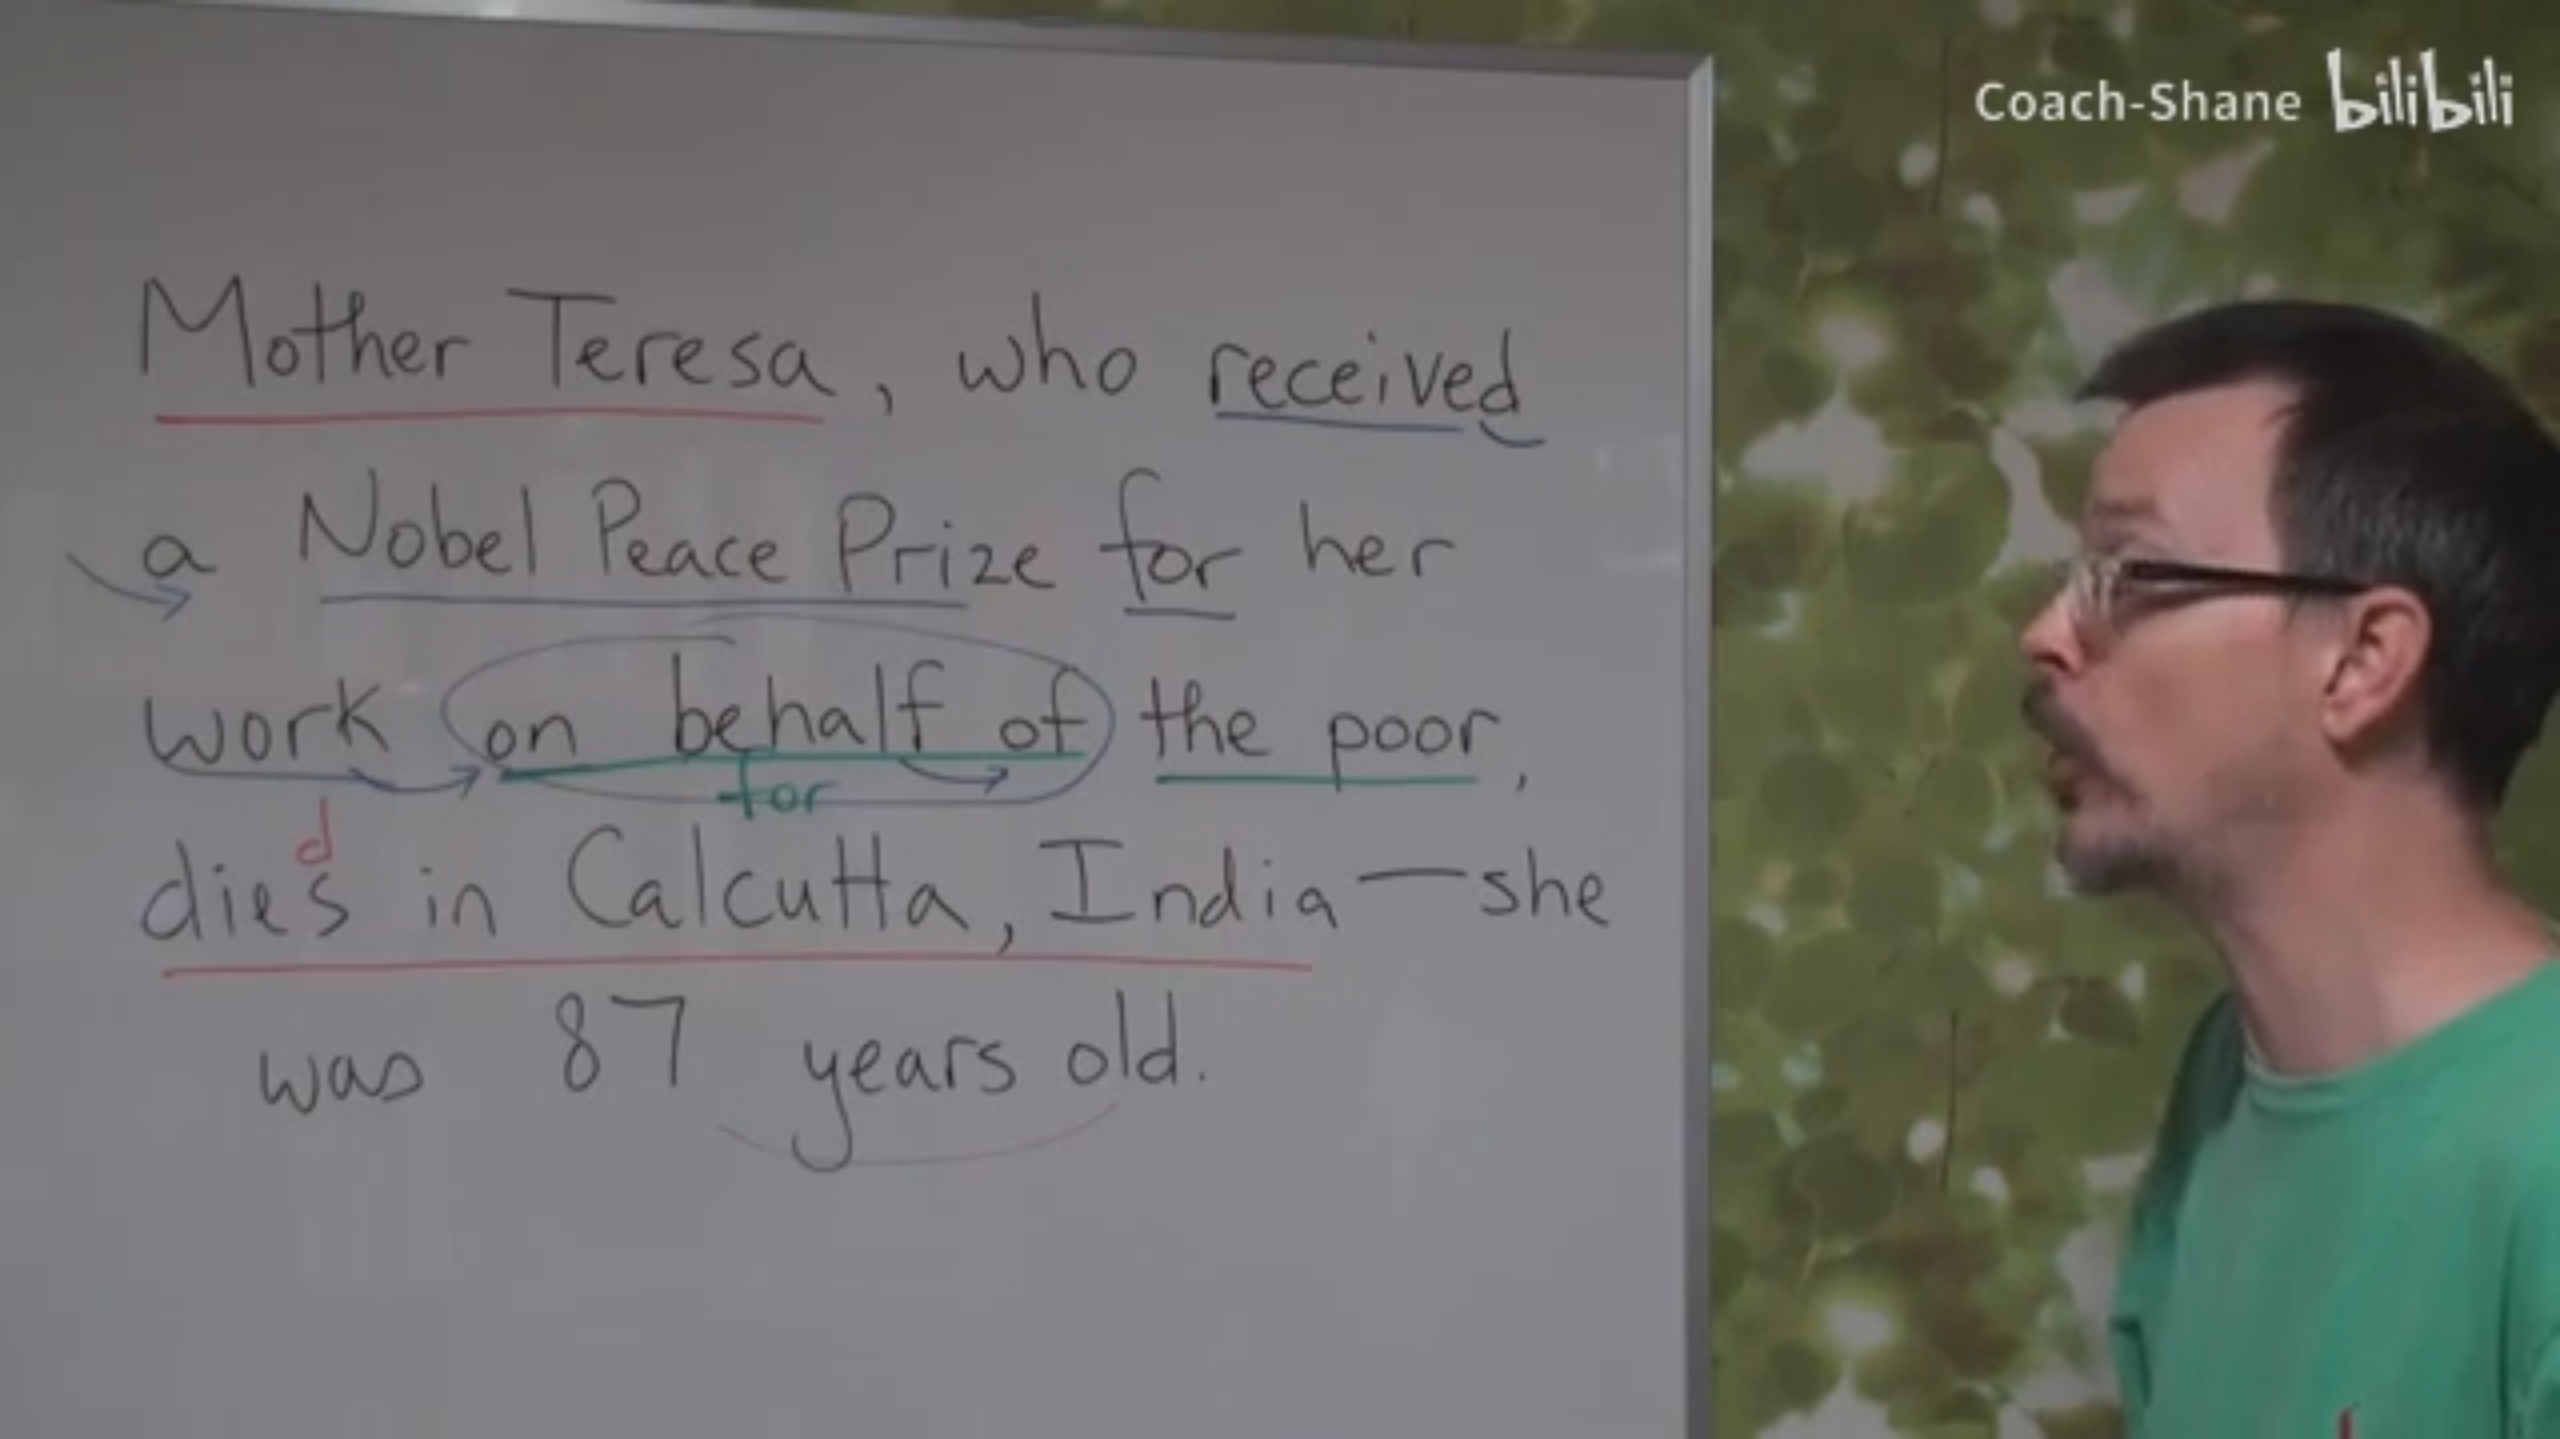 Coach-Shane bilibili
Mother Teresa, who received
a Nobel Peace Prize for her
work on behalf of the poor,
for
d
dies in Calcutta, India—she
was 87 years old.